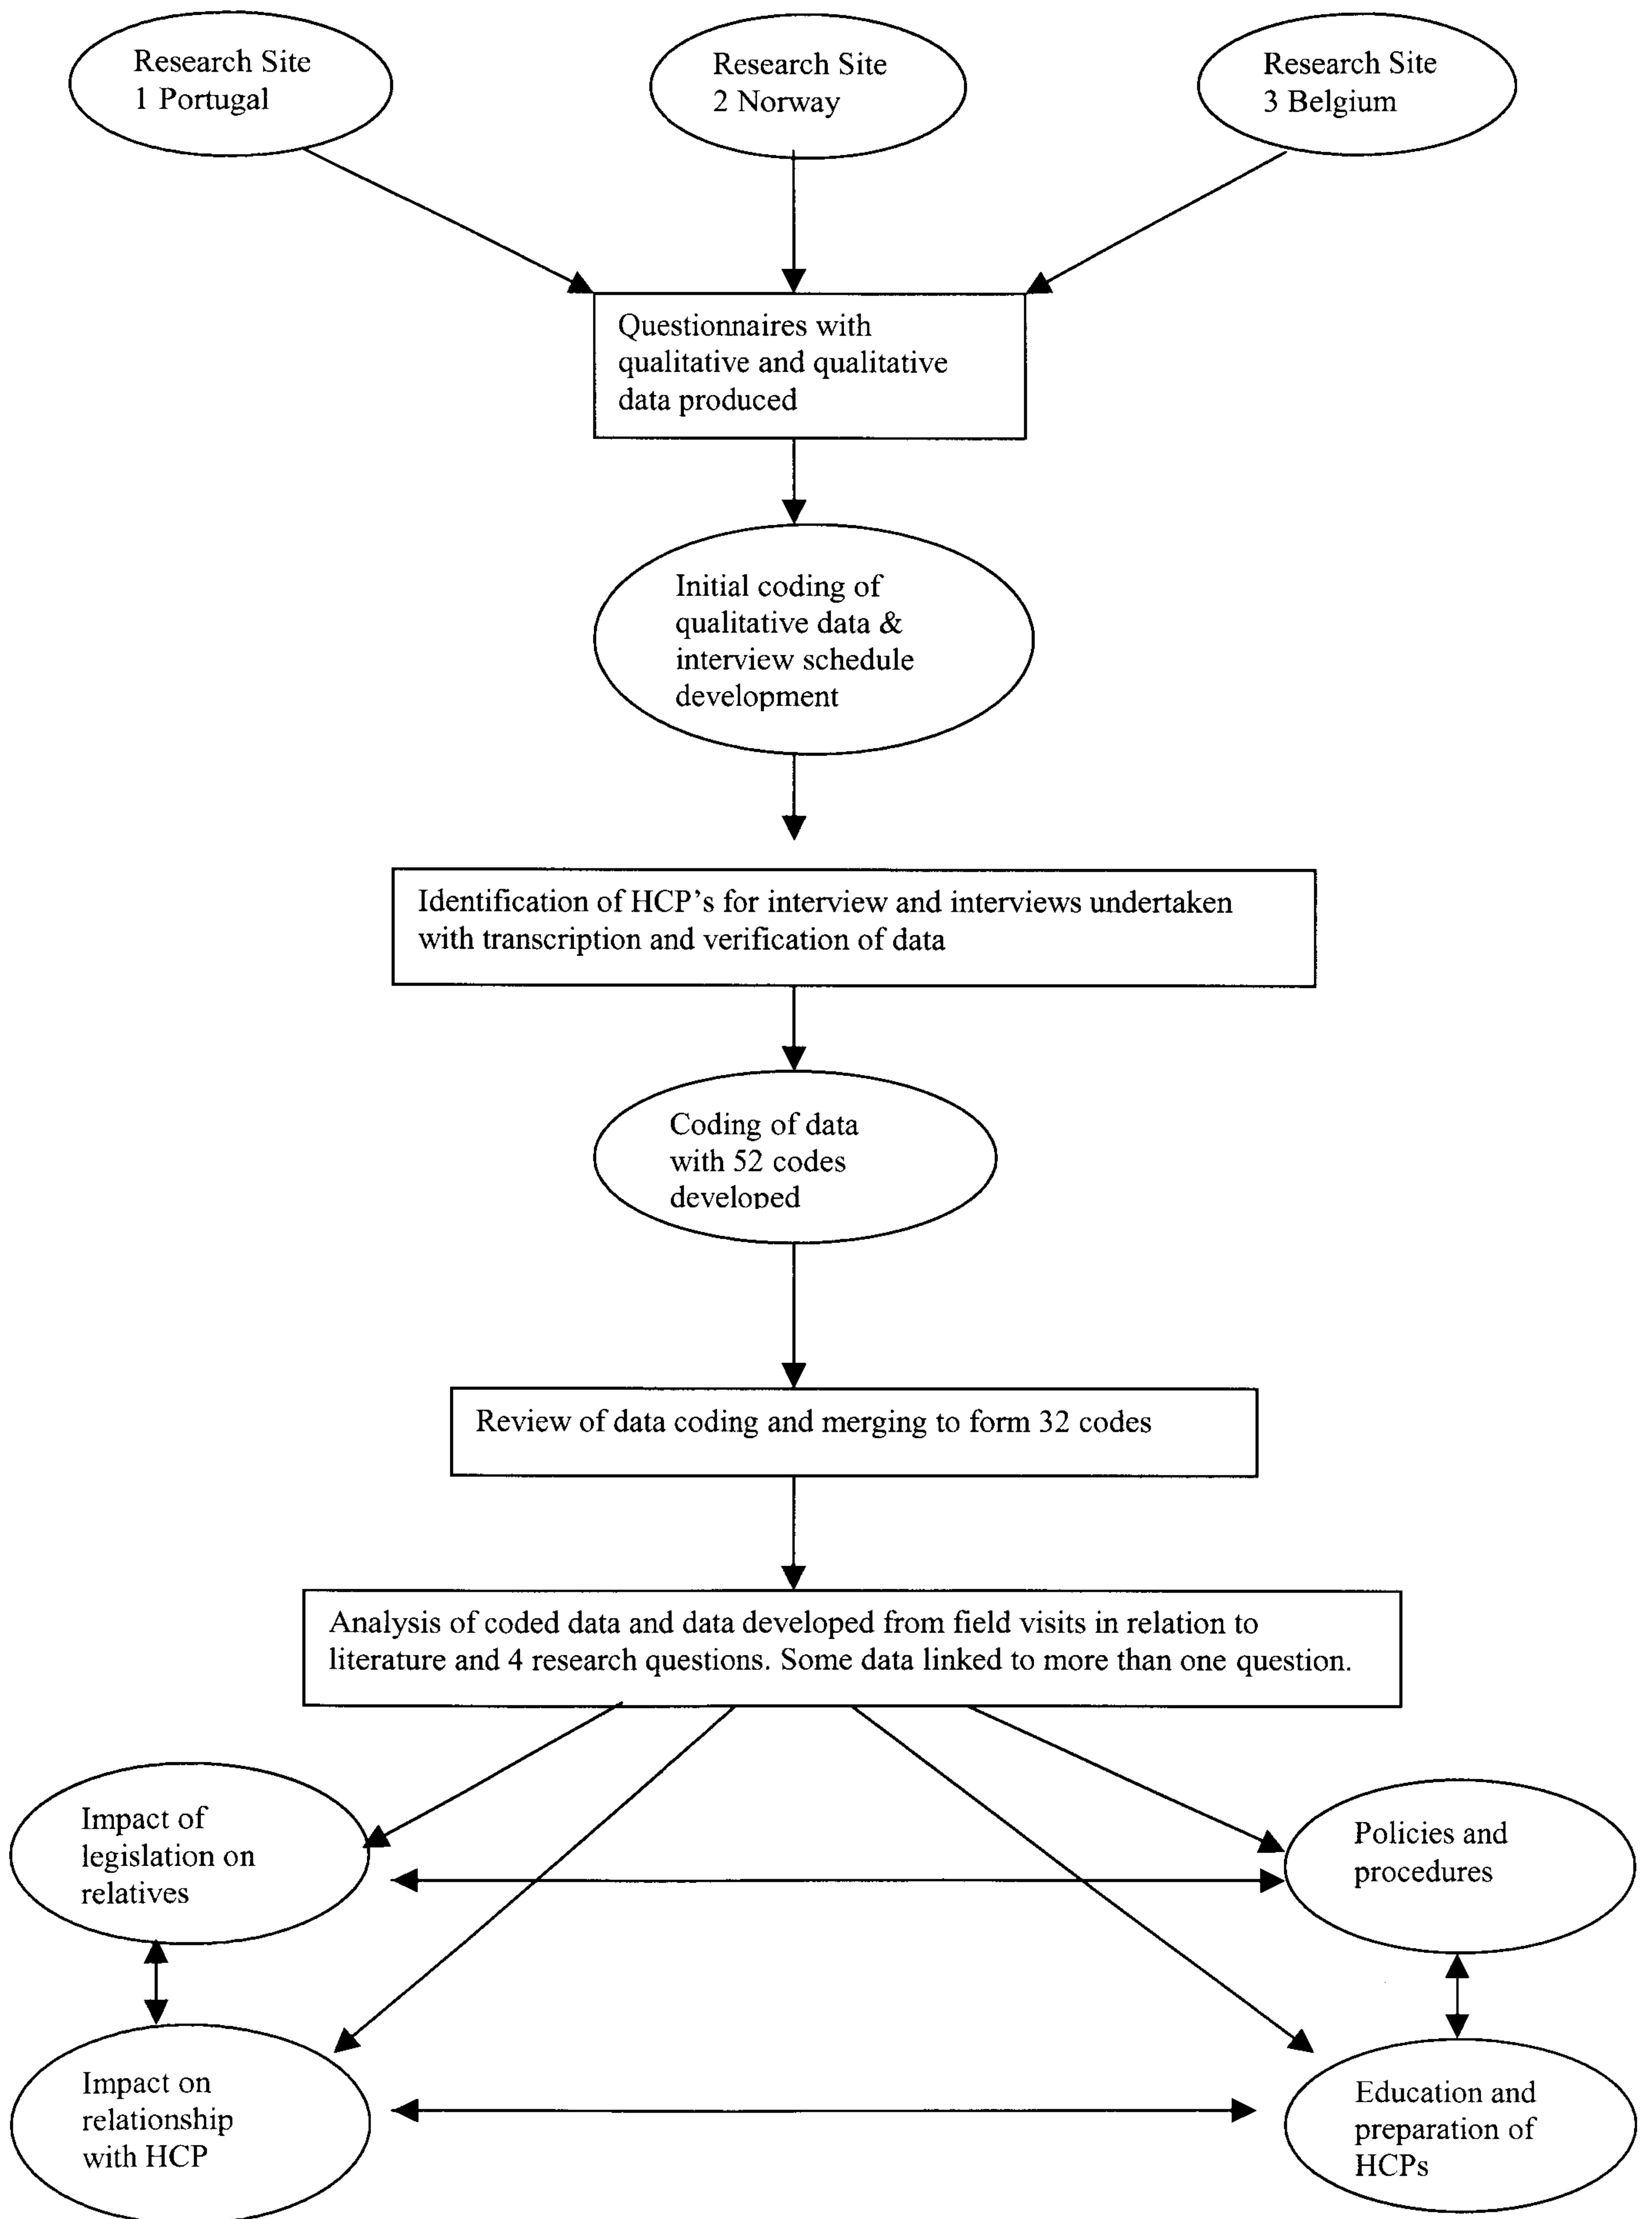 Research Site
1 Portugal
Research Site
2 Norway
Research Site
3 Belgium
Questionnaires with
qualitative and qualitative
data produced
Initial coding of
qualitative data &
interview schedule
development
Identification of HCP's for interview and interviews undertaken
with transcription and verification of data
Coding of data
with 52 codes
developed
Review of data coding and merging to form 32 codes
Analysis of coded data and data developed from field visits in relation to
literature and 4 research questions. Some data linked to more than one question.
Impact of
legislation on
relatives
Policies and
procedures
Impact on
relationship
with HCP
Education and
preparation of
HCPs